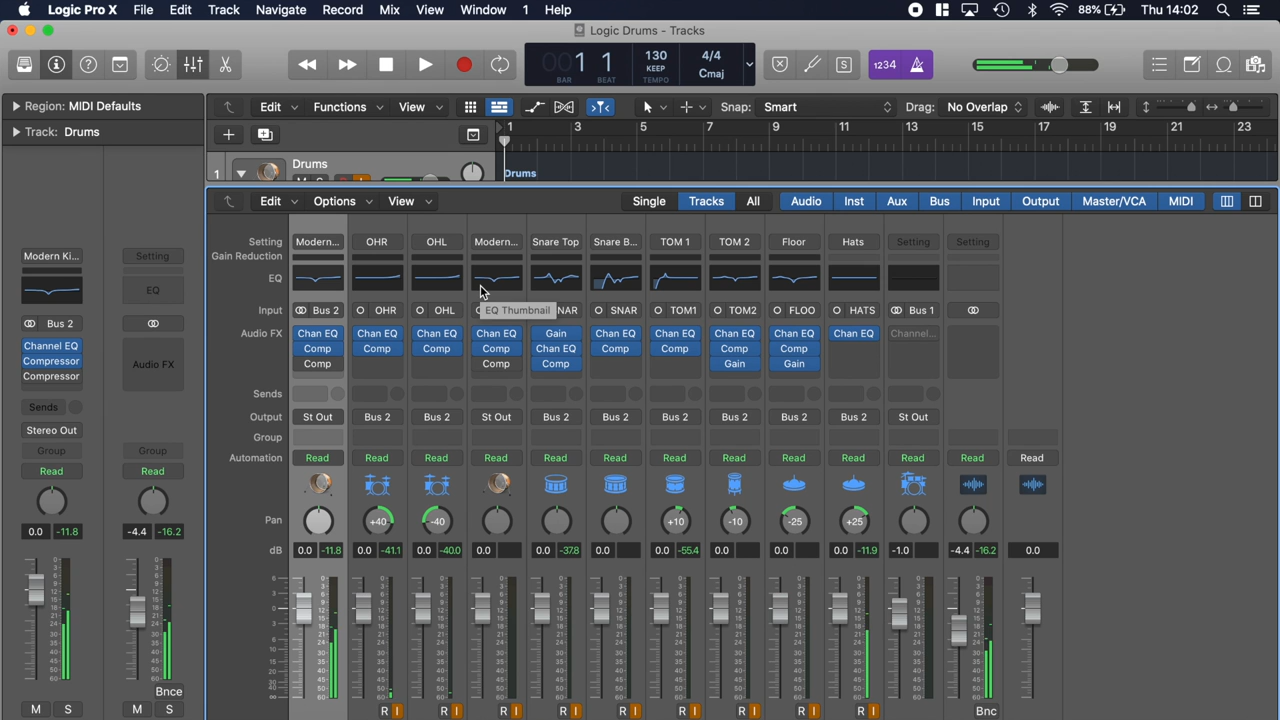 Logic Pro X File Edit Track Navigate Record Mix View Window 1 Help 88% Thu 14:02
Logic Drums - Tracks
001 1 130 4/4
KEEP Cmaj
BAR BEAT TEMPO
1234
Region: MIDI Defaults
Edit Functions View Snap: Smart Drag: No Overlap
Track: Drums
1 3 5 7 9 11 13 15 17 19 21 23
1 Drums
Drums
Edit Options View Single Tracks All Audio Inst Aux Bus Input Output Master/VCA MIDI
Setting Modern... OHR OHL Modern... Snare Top Snare B... TOM 1 TOM 2 Floor Hats Setting Setting
Gain Reduction
Modern Ki... Setting
EQ
EQ
Input Bus 2 OHR OHL EQ Thumbnail NAR SNAR TOM1 TOM2 FLOO HATS Bus 1
Bus 2
Audio FX Chan EQ Chan EQ Chan EQ Chan EQ Gain Chan EQ Chan EQ Chan EQ Chan EQ Chan EQ Channel...
Comp Comp Comp Comp Chan EQ Comp Comp Comp Comp
Comp Comp Comp Gain Gain
Channel EQ
Compressor Audio FX
Compressor
Sends
Sends
Output St Out Bus 2 Bus 2 St Out Bus 2 Bus 2 Bus 2 Bus 2 Bus 2 Bus 2 St Out
Stereo Out
Group
Group Group
Automation Read Read Read Read Read Read Read Read Read Read Read Read Read
Read Read
Pan +40 -40 +10 -10 -25 +25
0.0 -11.8 -4.4 -16.2
dB 0.0 -11.8 0.0 -41.1 0.0 -40.0 0.0 0.0 -37.8 0.0 0.0 -55.4 0.0 0.0 0.0 -11.9 -1.0 -4.4 -16.2 0.0
Bnce
M S M S
R I R I R I R I R I R I R I R I R I Bnc